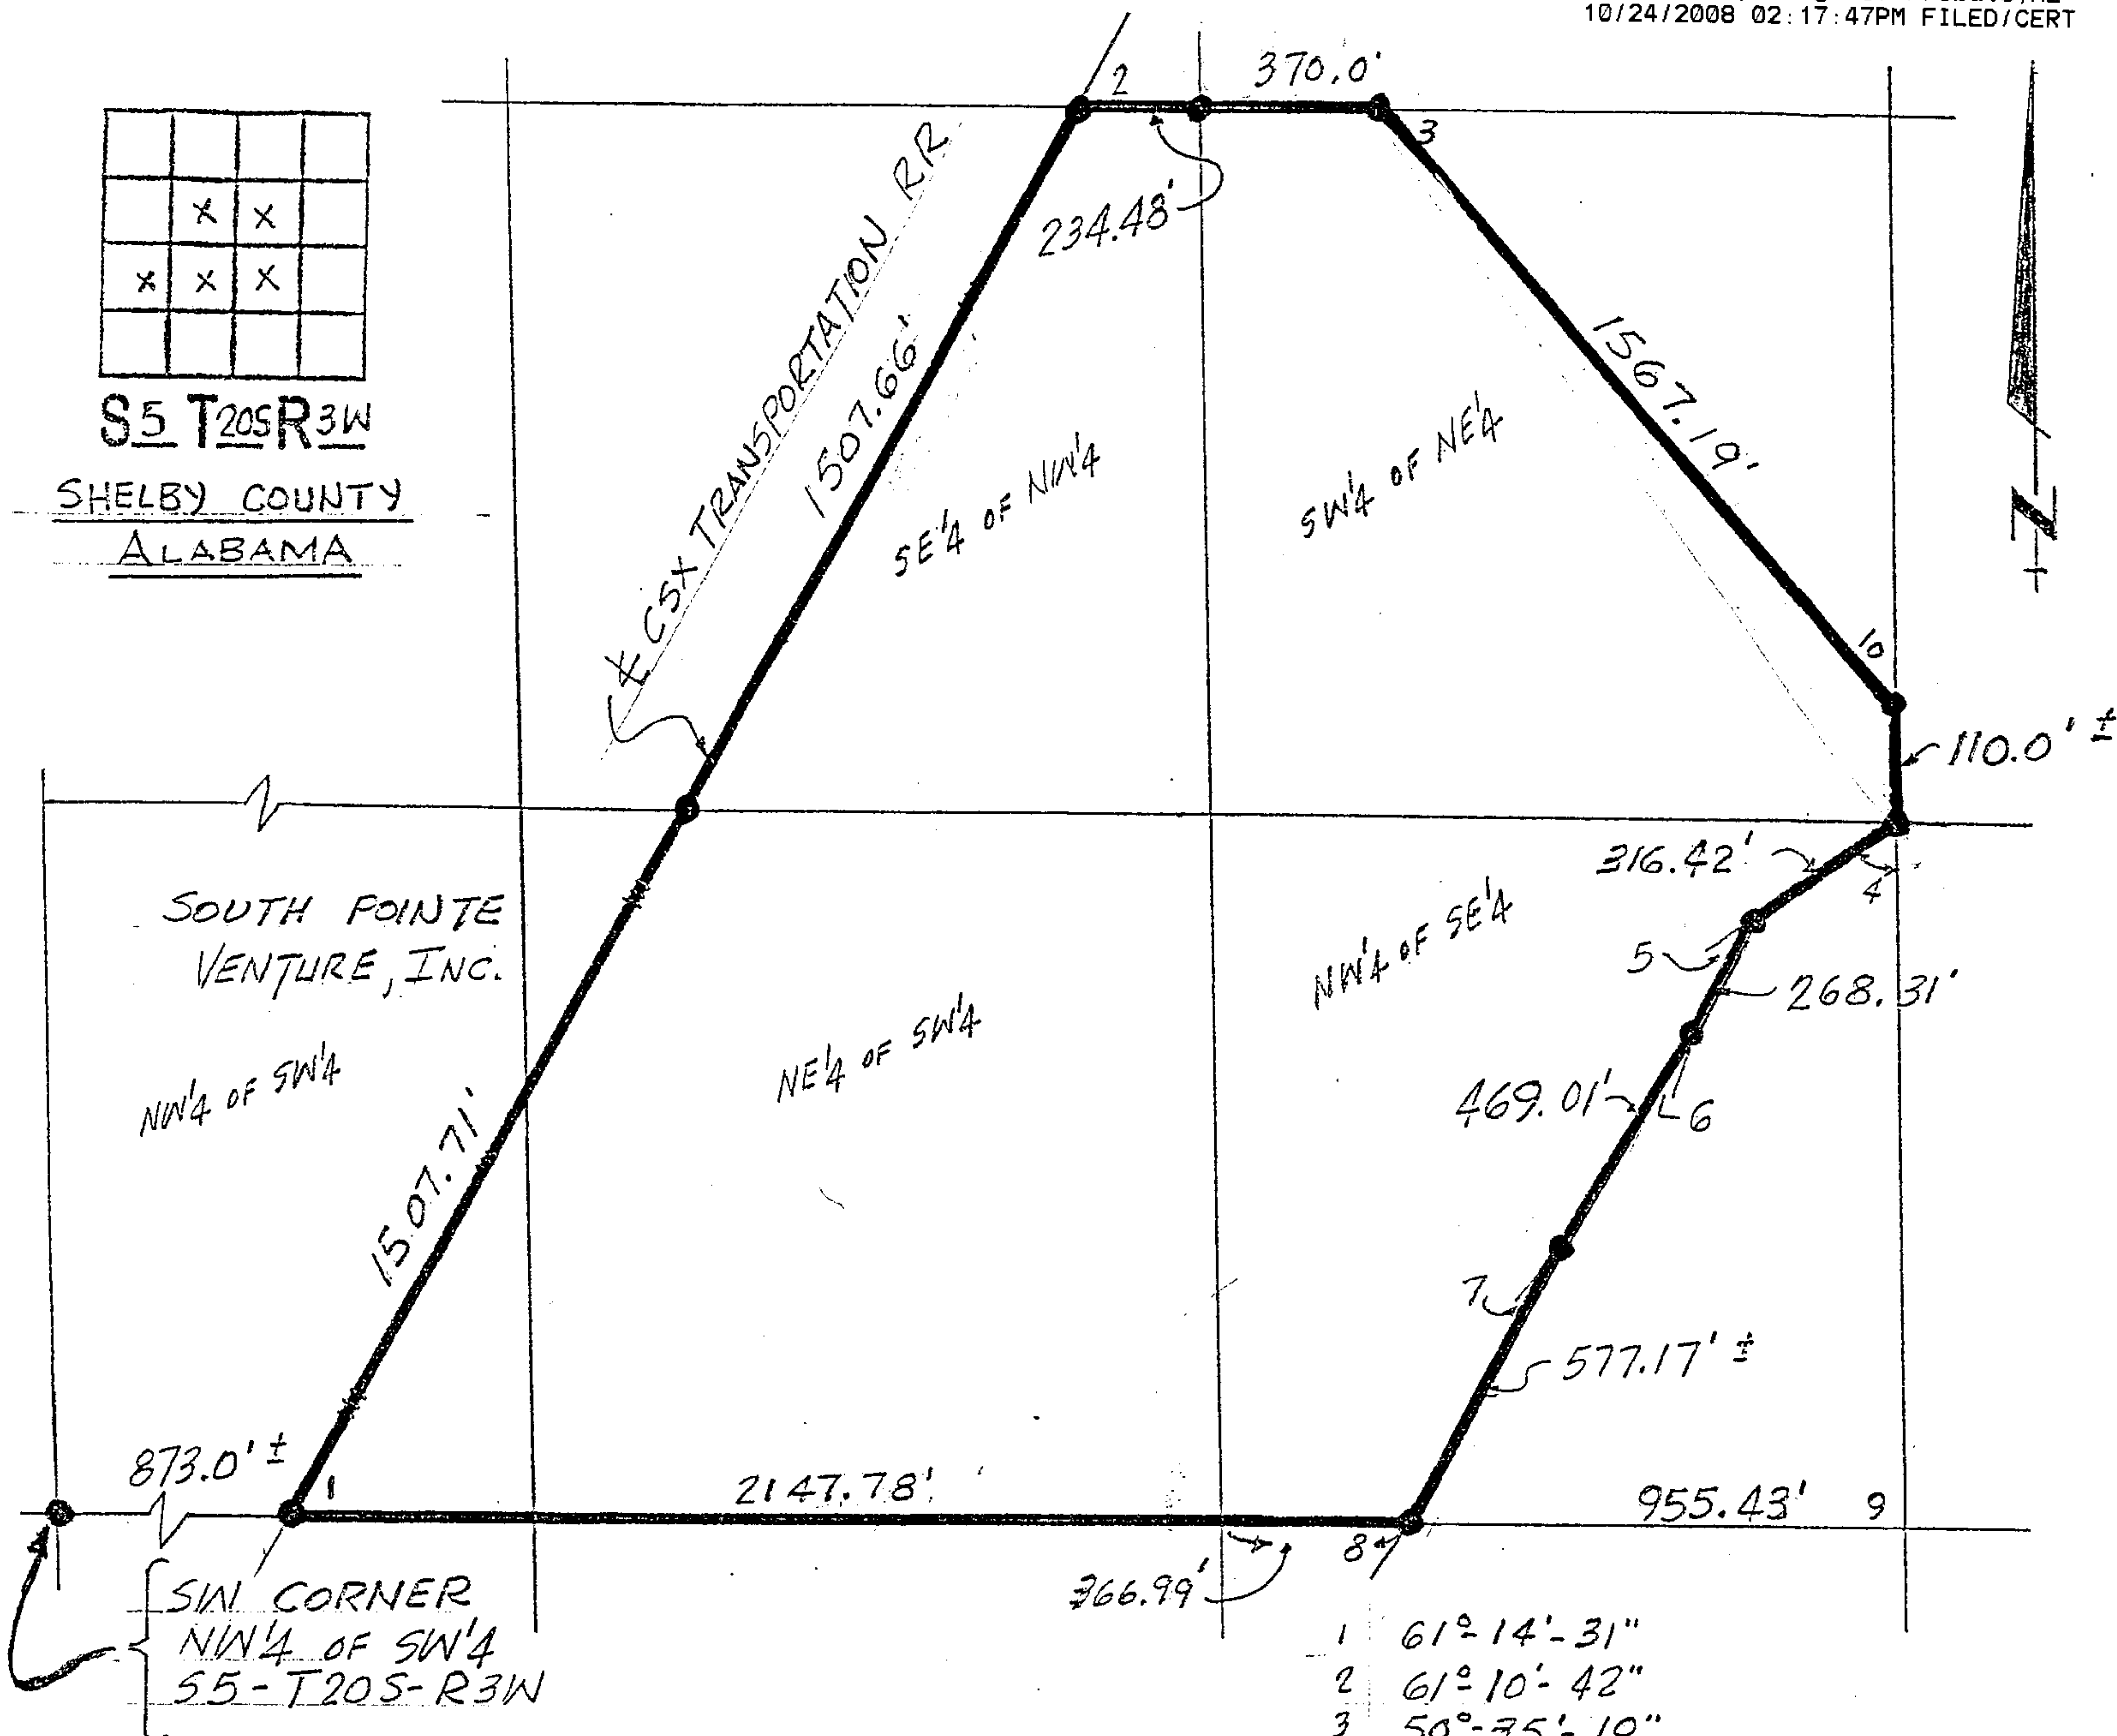 10/24/2008 02:17:47PM FILED/CERT
2
370.0'
3
234.48'
x x
x x x
S5 T20S R3W
SHELBY COUNTY
ALABAMA
CSX TRANSPORTATION RR
1507.66'
1567.19'
SE1/4 OF NW1/4
SW1/4 OF NE1/4
N
10
110.0' ±
316.42'
4
SOUTH POINTE
VENTURE, INC.
NW1/4 OF SE1/4
5
268.31'
NW1/4 OF SW1/4
NE1/4 OF SW1/4
469.01'
6
1507.71'
7
577.17' ±
873.0' ±
1
2147.78'
955.43'
9
8
366.99'
SW CORNER
NW1/4 OF SW1/4
S5-T20S-R3W
1 61°-14'-31"
2 61°-10'-42"
3 50°-35'-